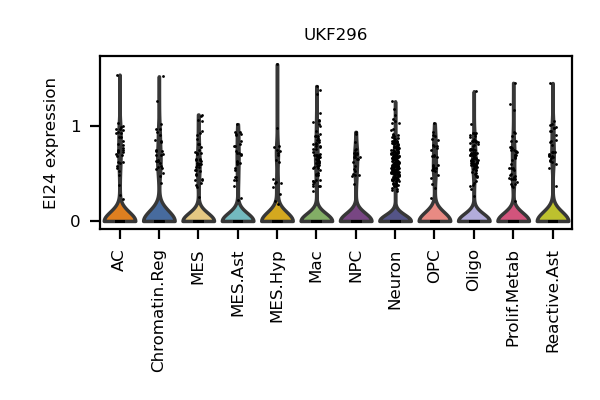 UKF296
EI24 expression
1
0
AC
Chromatin.Reg
MES
MES.Ast
MES.Hyp
Mac
NPC
Neuron
OPC
Oligo
Prolif.Metab
Reactive.Ast